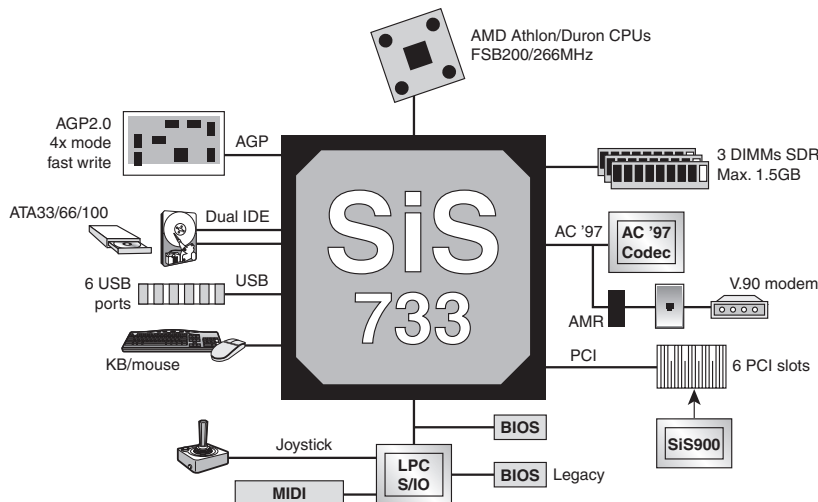 AMD Athlon/Duron CPUs
FSB200/266MHz
AGP2.0
4x mode
fast write
AGP
3 DIMMs SDR
Max. 1.5GB
ATA33/66/100
Dual IDE
SiS
733
AC '97
AC '97
Codec
6 USB
ports
USB
V.90 modem
AMR
KB/mouse
PCI
6 PCI slots
Joystick
BIOS
SiS900
LPC
S/IO
BIOS
Legacy
MIDI